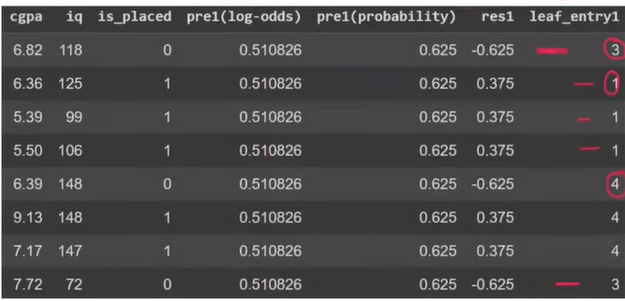 cgpa iq is_placed pre1(log-odds) pre1(probability) res1 leaf_entry1
6.82 118 0 0.510826 0.625 -0.625 3
6.36 125 1 0.510826 0.625 0.375 1
5.39 99 1 0.510826 0.625 0.375 1
5.50 106 1 0.510826 0.625 0.375 1
6.39 148 0 0.510826 0.625 -0.625 4
9.13 148 1 0.510826 0.625 0.375 4
7.17 147 1 0.510826 0.625 0.375 4
7.72 72 0 0.510826 0.625 -0.625 3